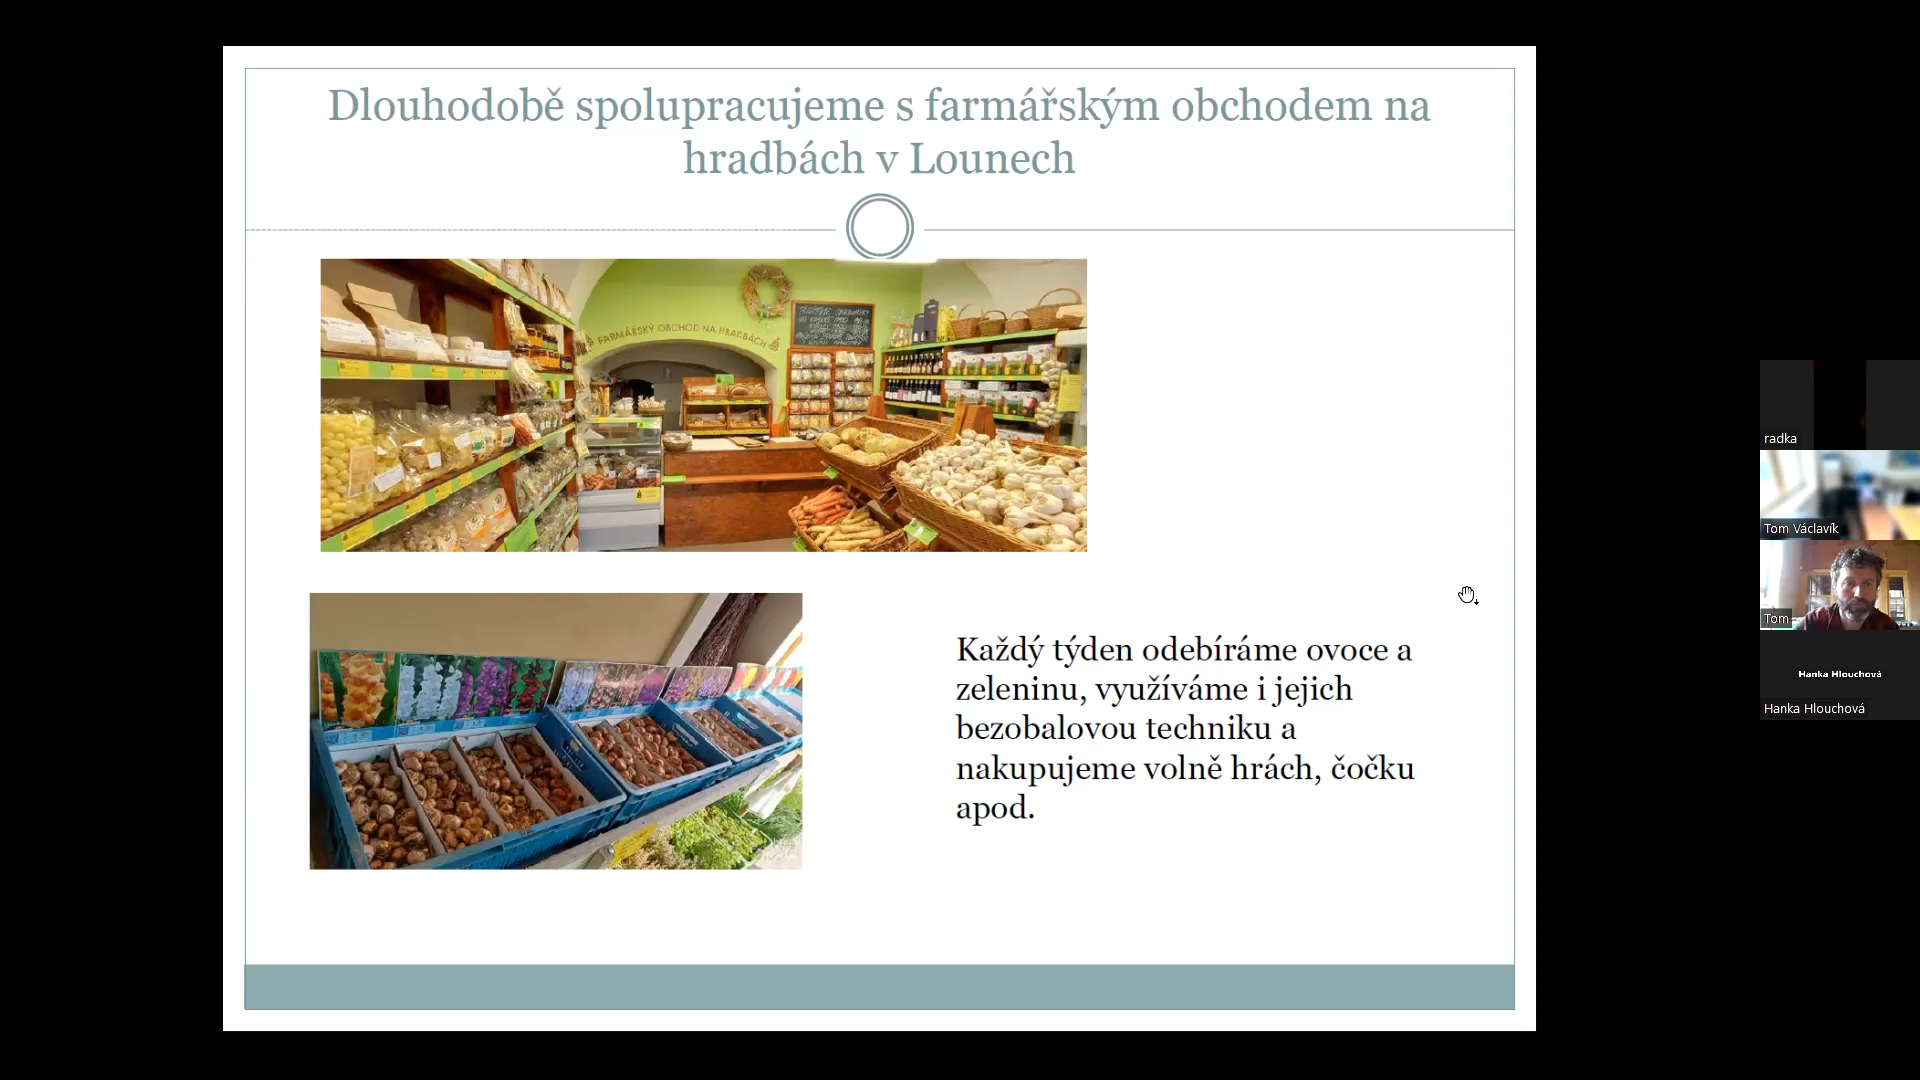 Dlouhodobě spolupracujeme s farmářským obchodem na
hradbách v Lounech
FARMÁŘSKÝ OBCHOD NA HRADBÁCH
Každý týden odebíráme ovoce a
zeleninu, využíváme i jejich
bezobalovou techniku a
nakupujeme volně hrách, čočku
apod.
radka
Tom Václavík
Tom
Hanka Hlouchová
Hanka Hlouchová